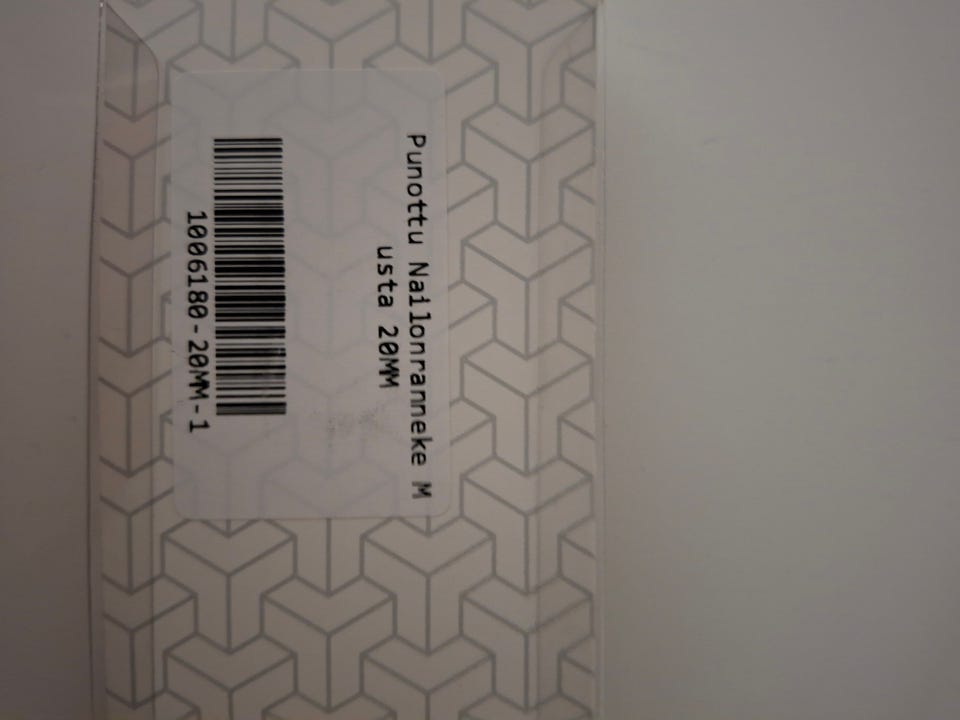 Punottu Nailonranneke M
usta 20MM
1006180-20MM-1